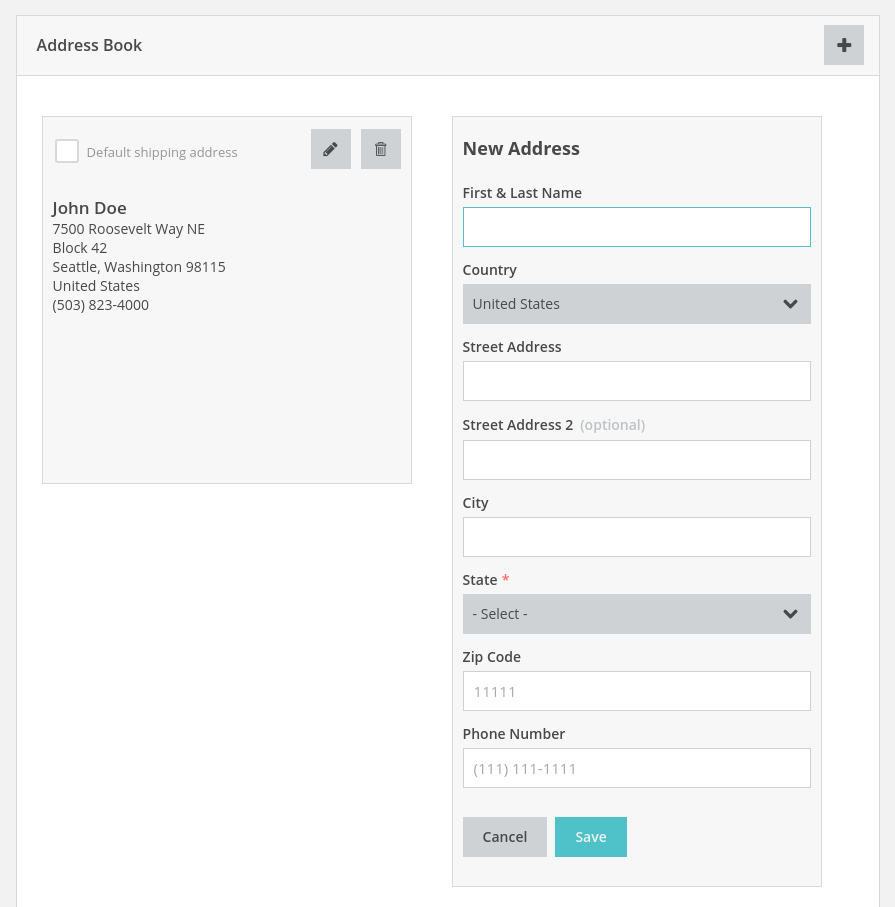 Address Book
Default shipping address
John Doe
7500 Roosevelt Way NE
Block 42
Seattle, Washington 98115
United States
(503) 823-4000
New Address
First & Last Name
Country
United States
Street Address
Street Address 2 (optional)
City
State *
- Select -
Zip Code
11111
Phone Number
(111) 111-1111
Cancel Save